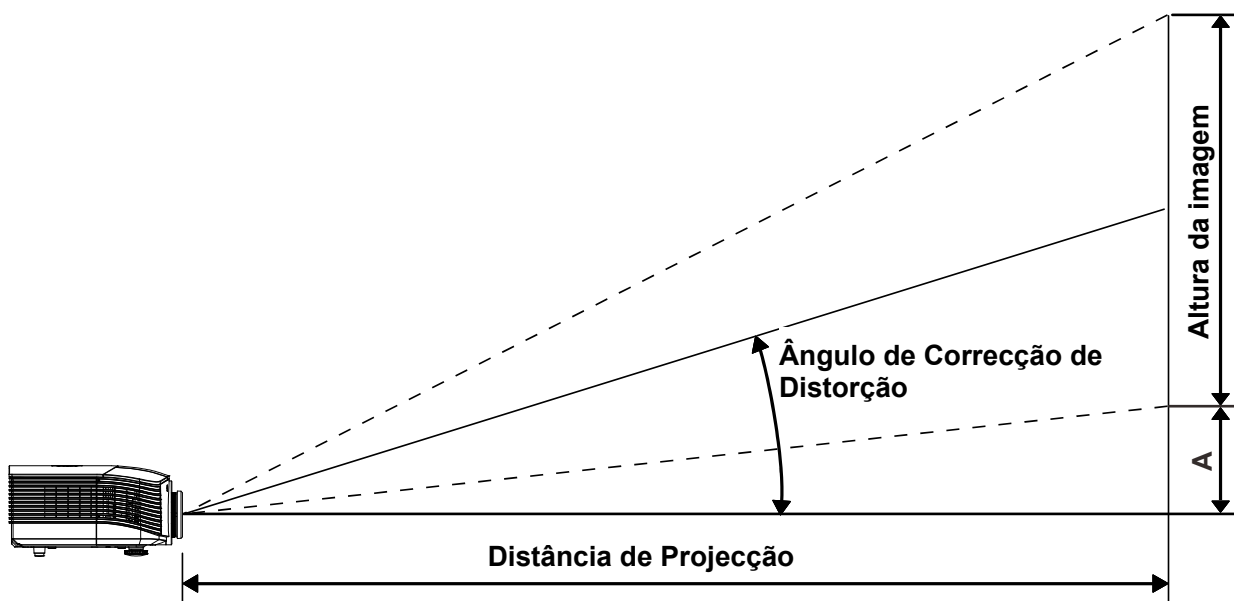 Altura da imagem
Ângulo de Correcção de
Distorção
A
Distância de Projecção